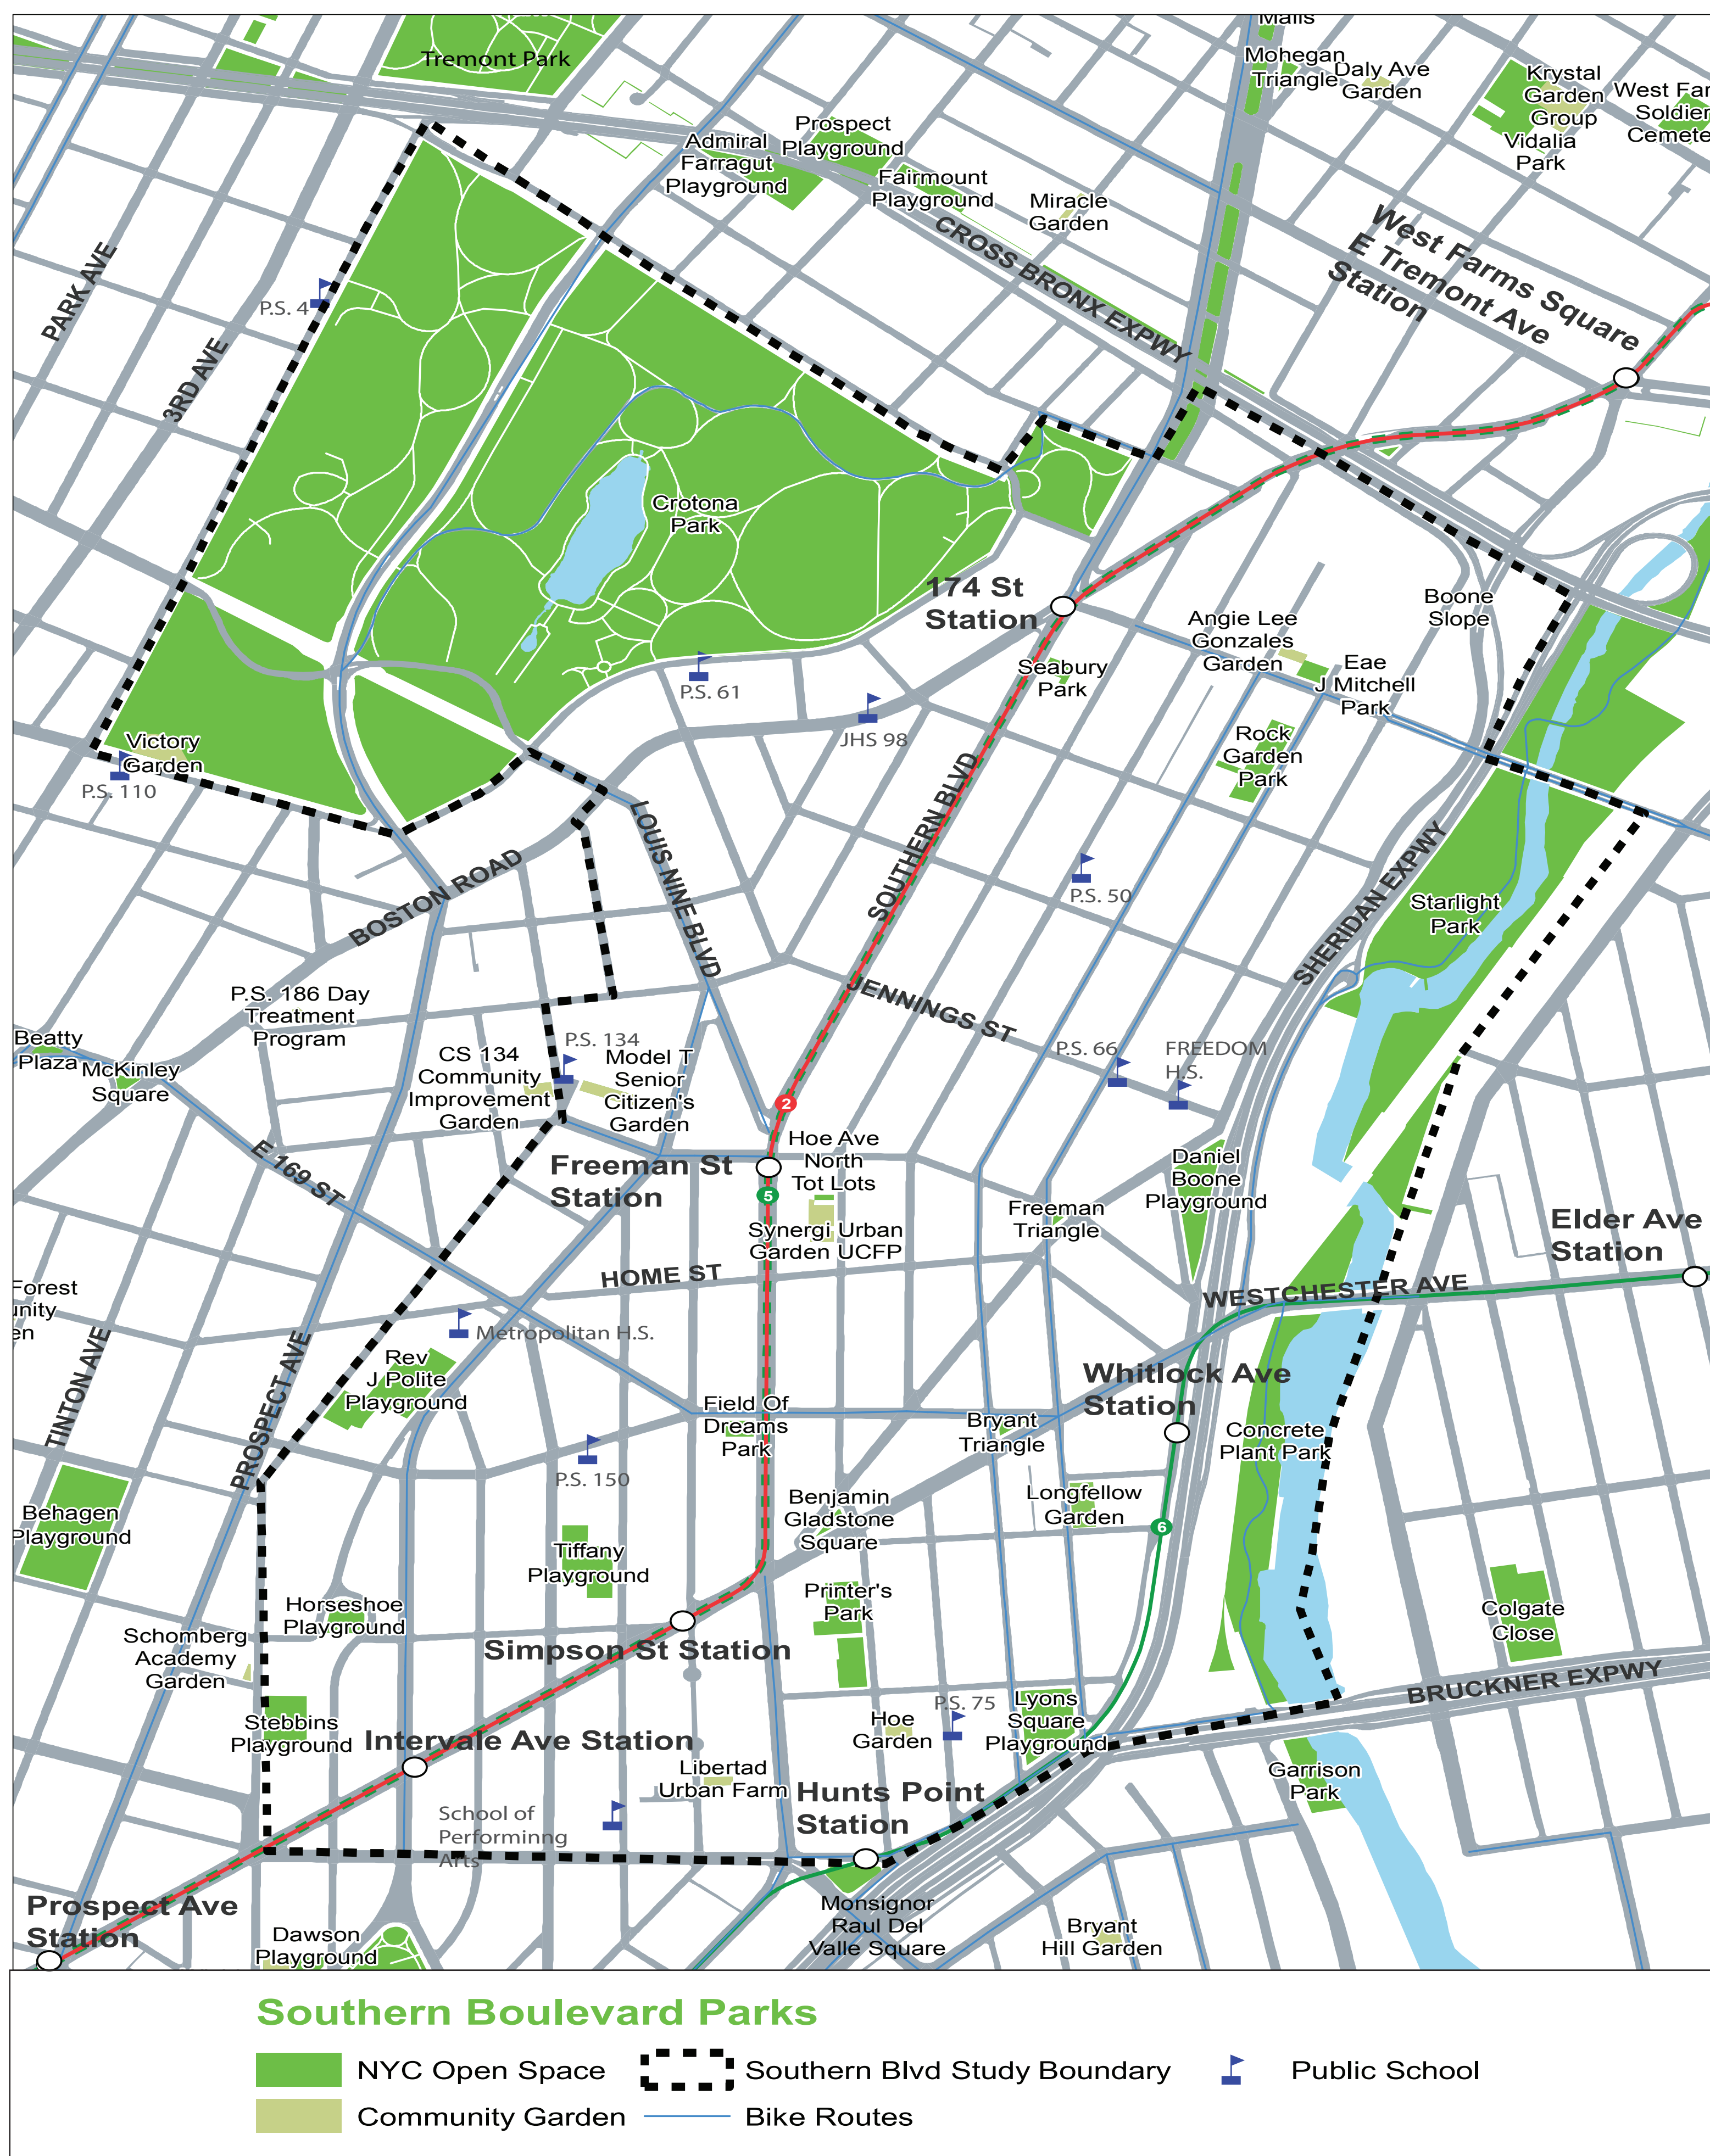 Malls
Tremont Park
Mohegan
Triangle
Daly Ave
Garden
Krystal
Garden
Group
Vidalia
Park
West Far
Soldier
Cemete
Prospect
Playground
Admiral
Farragut
Playground
Fairmount
Playground
Miracle
Garden
CROSS BRONX EXPWY
West Farms Square
E Tremont Ave
Station
PARK AVE
P.S. 4
3RD AVE
Crotona
Park
174 St
Station
Boone
Slope
Angie Lee
Gonzales
Garden
Eae
J Mitchell
Park
Seabury
Park
P.S. 61
JHS 98
Rock
Garden
Park
Victory
Garden
P.S. 110
LOUIS NINE BLVD
SOUTHERN BLVD
BOSTON ROAD
P.S. 50
SHERIDAN EXPWY
Starlight
Park
JENNINGS ST
P.S. 186 Day
Treatment
Program
Beatty
Plaza
McKinley
Square
CS 134
Community
Improvement
Garden
P.S. 134
Model T
Senior
Citizen's
Garden
P.S. 66
FREEDOM
H.S.
2
Hoe Ave
North
Tot Lots
Freeman St
Station
5
E 169 ST
Daniel
Boone
Playground
Freeman
Triangle
Synergi Urban
Garden UCFP
Elder Ave
Station
HOME ST
WESTCHESTER AVE
Forest
unity
en
Metropolitan H.S.
TINTON AVE
PROSPECT AVE
Rev
J Polite
Playground
Whitlock Ave
Station
Field Of
Dreams
Park
Bryant
Triangle
Concrete
Plant Park
P.S. 150
Behagen
Playground
Benjamin
Gladstone
Square
Longfellow
Garden
6
Tiffany
Playground
Printer's
Park
Horseshoe
Playground
Colgate
Close
Schomberg
Academy
Garden
Simpson St Station
BRUCKNER EXPWY
P.S. 75
Lyons
Square
Playground
Hoe
Garden
Stebbins
Playground
Intervale Ave Station
Libertad
Urban Farm
Garrison
Park
Hunts Point
Station
School of
Performinng
Arts
Prospect Ave
Station
Monsignor
Raul Del
Valle Square
Dawson
Playground
Bryant
Hill Garden
Southern Boulevard Parks
NYC Open Space
Southern Blvd Study Boundary
Public School
Community Garden
Bike Routes